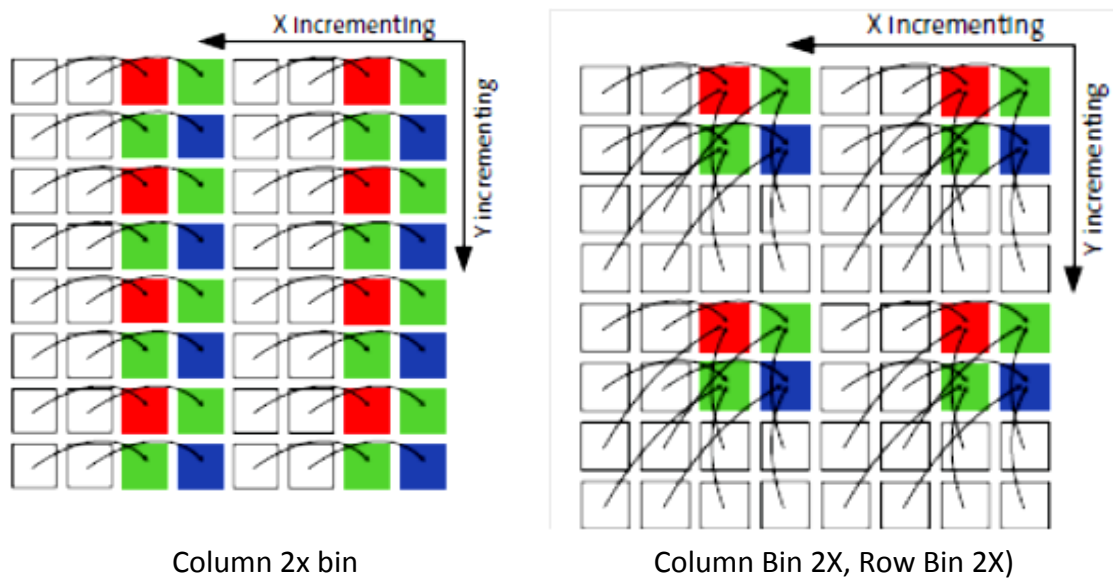 X Incrementing
Y incrementing
X Incrementing
Y incrementing
Column 2x bin
Column Bin 2X, Row Bin 2X)